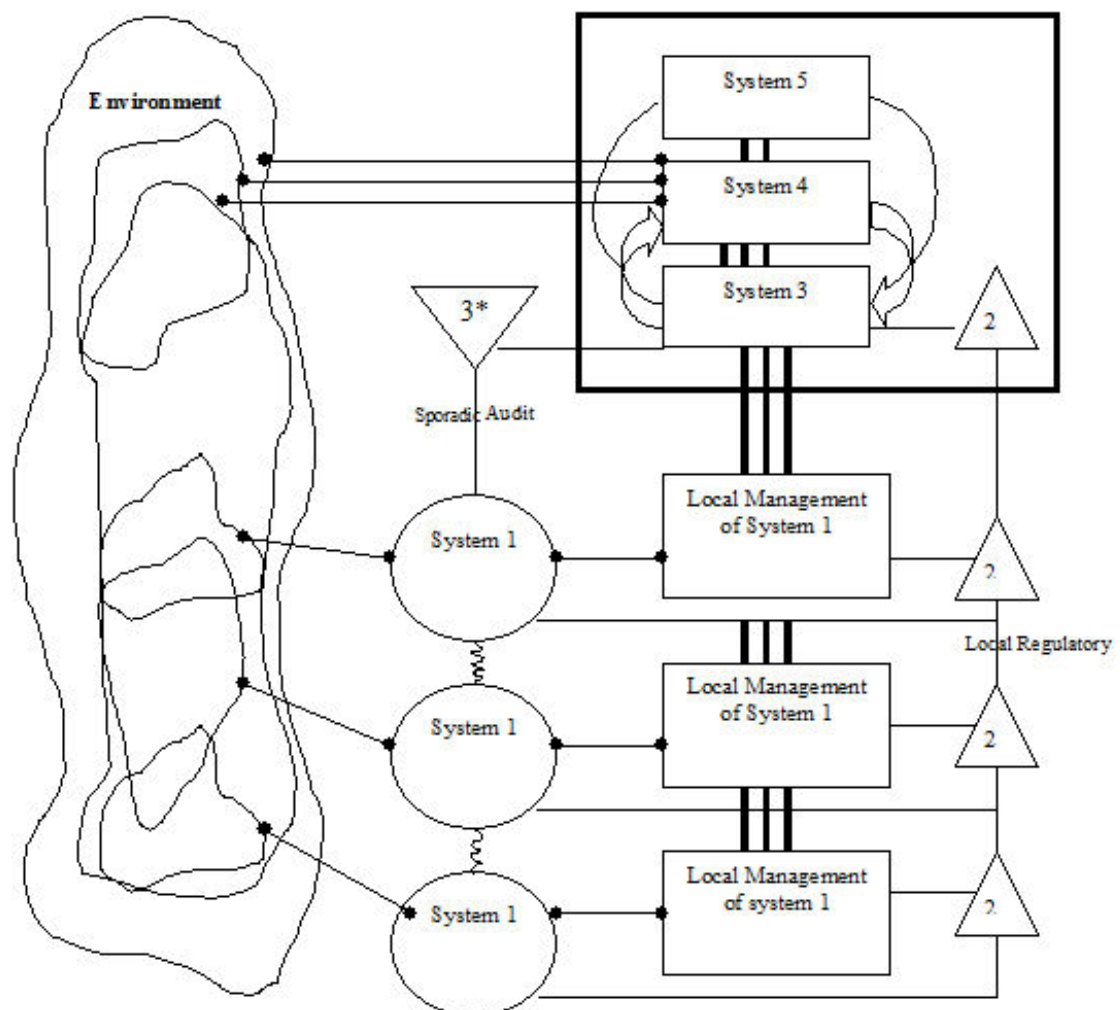 Environment
System 5
System 4
System 3
3*
2
Sporadic Audit
Local Management
of System 1
System 1
2
Local Regulatory
Local Management
of System 1
System 1
2
Local Management
of system 1
System 1
2